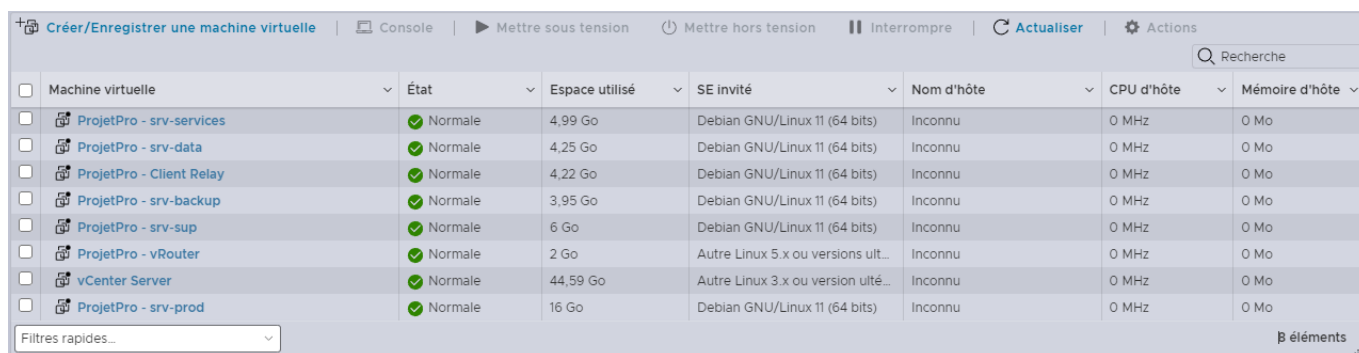 Créer/Enregistrer une machine virtuelle | Console | Mettre sous tension Mettre hors tension Interrompre | Actualiser | Actions
Recherche
Machine virtuelle État Espace utilisé SE invité Nom d'hôte CPU d'hôte Mémoire d'hôte
ProjetPro - srv-services Normale 4,99 Go Debian GNU/Linux 11 (64 bits) Inconnu 0 MHz 0 Mo
ProjetPro - srv-data Normale 4,25 Go Debian GNU/Linux 11 (64 bits) Inconnu 0 MHz 0 Mo
ProjetPro - Client Relay Normale 4,22 Go Debian GNU/Linux 11 (64 bits) Inconnu 0 MHz 0 Mo
ProjetPro - srv-backup Normale 3,95 Go Debian GNU/Linux 11 (64 bits) Inconnu 0 MHz 0 Mo
ProjetPro - srv-sup Normale 6 Go Debian GNU/Linux 11 (64 bits) Inconnu 0 MHz 0 Mo
ProjetPro - vRouter Normale 2 Go Autre Linux 5.x ou versions ult... Inconnu 0 MHz 0 Mo
vCenter Server Normale 44,59 Go Autre Linux 3.x ou version ulté... Inconnu 0 MHz 0 Mo
ProjetPro - srv-prod Normale 16 Go Debian GNU/Linux 11 (64 bits) Inconnu 0 MHz 0 Mo
Filtres rapides... 8 éléments